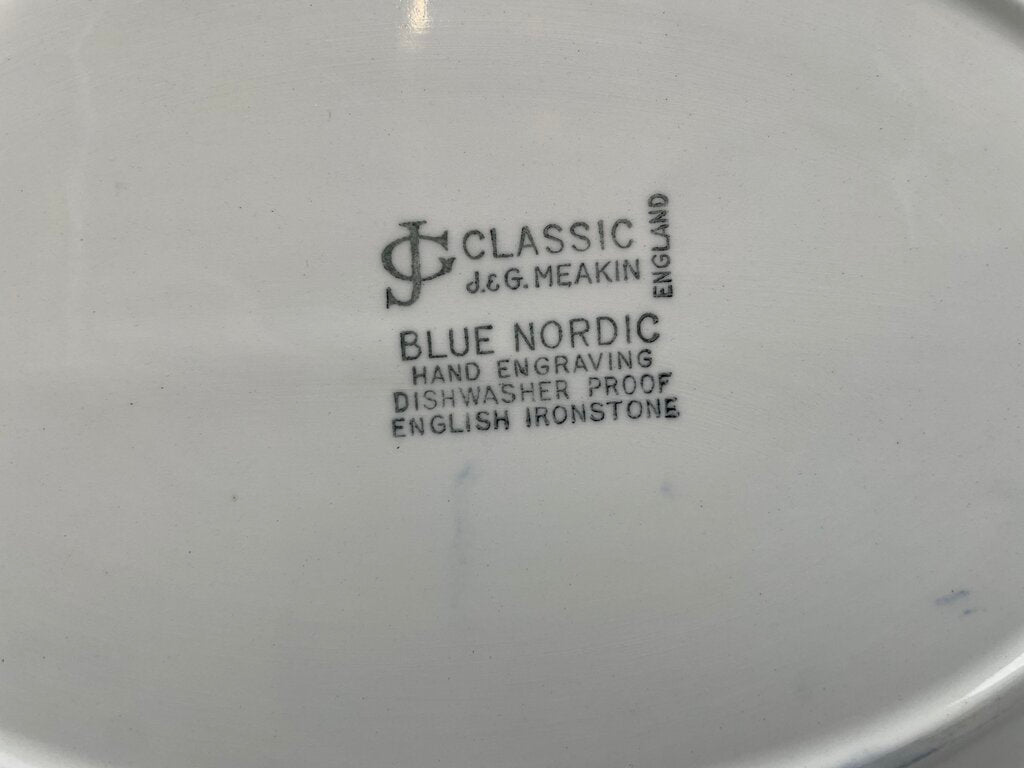 JG CLASSIC
J.&G. MEAKIN
ENGLAND
BLUE NORDIC
HAND ENGRAVING
DISHWASHER PROOF
ENGLISH IRONSTONE